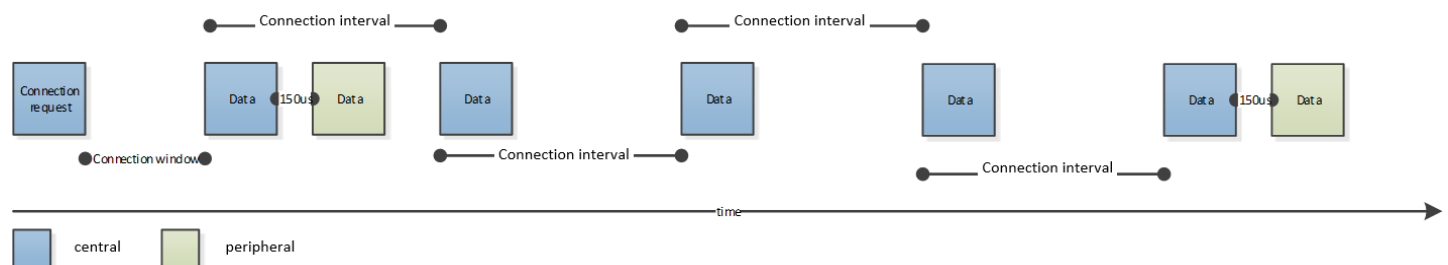 Connection interval
Connection interval
Connection
request
Data
150us
Data
Data
Data
Data
Data
150us
Data
Connection window
Connection interval
Connection interval
time
central
peripheral